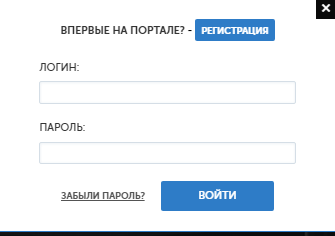 ВПЕРВЫЕ НА ПОРТАЛЕ? - РЕГИСТРАЦИЯ
ЛОГИН:
ПАРОЛЬ:
ЗАБЫЛИ ПАРОЛЬ? ВОЙТИ